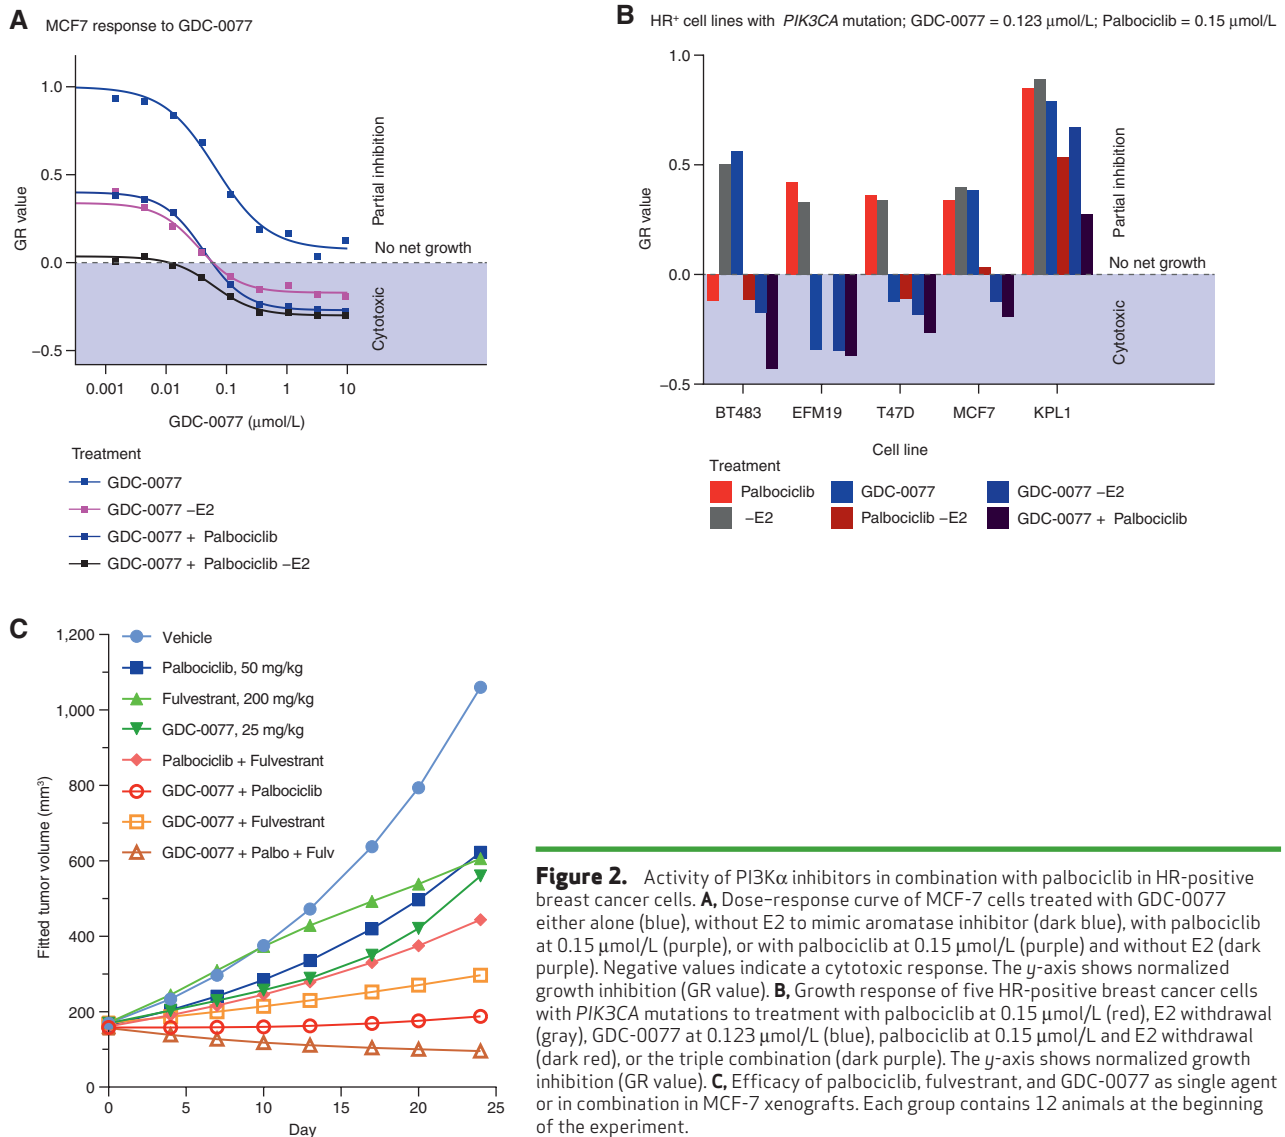 A
MCF7 response to GDC-0077
1.0
0.5
0.0
−0.5
GR value
Partial inhibition
No net growth
Cytotoxic
0.001 0.01 0.1 1 10
GDC-0077 (μmol/L)
Treatment
GDC-0077
GDC-0077 −E2
GDC-0077 + Palbociclib
GDC-0077 + Palbociclib −E2
B
HR⁺ cell lines with PIK3CA mutation; GDC-0077 = 0.123 μmol/L; Palbociclib = 0.15 μmol/L
1.0
0.5
0.0
−0.5
GR value
Partial inhibition
No net growth
Cytotoxic
BT483 EFM19 T47D MCF7 KPL1
Cell line
Treatment
Palbociclib GDC-0077 GDC-0077 −E2
−E2 Palbociclib −E2 GDC-0077 + Palbociclib
C
1,200
1,000
800
600
400
200
0
Fitted tumor volume (mm³)
Vehicle
Palbociclib, 50 mg/kg
Fulvestrant, 200 mg/kg
GDC-0077, 25 mg/kg
Palbociclib + Fulvestrant
GDC-0077 + Palbociclib
GDC-0077 + Fulvestrant
GDC-0077 + Palbo + Fulv
0 5 10 15 20 25
Day
Figure 2. Activity of PI3Kα inhibitors in combination with palbociclib in HR-positive
breast cancer cells. A, Dose–response curve of MCF-7 cells treated with GDC-0077
either alone (blue), without E2 to mimic aromatase inhibitor (dark blue), with palbociclib
at 0.15 μmol/L (purple), or with palbociclib at 0.15 μmol/L (purple) and without E2 (dark
purple). Negative values indicate a cytotoxic response. The y-axis shows normalized
growth inhibition (GR value). B, Growth response of five HR-positive breast cancer cells
with PIK3CA mutations to treatment with palbociclib at 0.15 μmol/L (red), E2 withdrawal
(gray), GDC-0077 at 0.123 μmol/L (blue), palbociclib at 0.15 μmol/L and E2 withdrawal
(dark red), or the triple combination (dark purple). The y-axis shows normalized growth
inhibition (GR value). C, Efficacy of palbociclib, fulvestrant, and GDC-0077 as single agent
or in combination in MCF-7 xenografts. Each group contains 12 animals at the beginning
of the experiment.